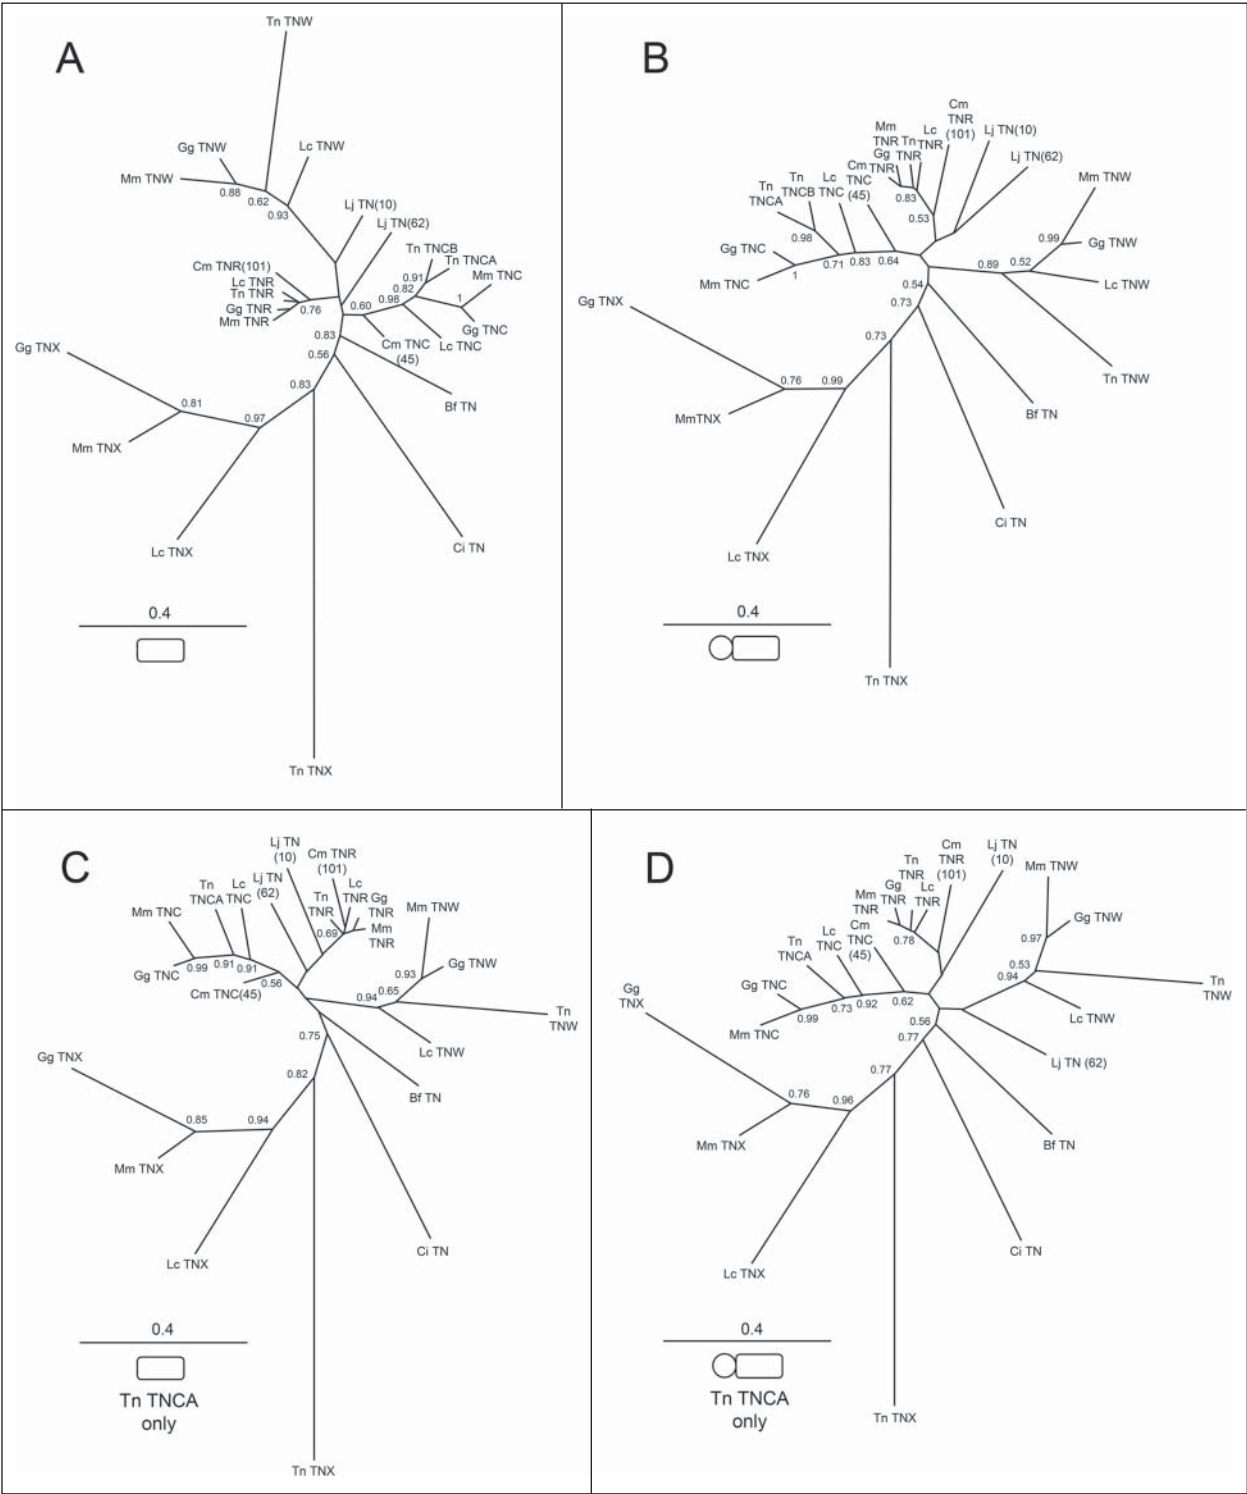 A
Tn TNW
Gg TNW
Lc TNW
Mm TNW
0.88
0.62
0.93
Lj TN(10)
Lj TN(62)
Tn TNCB
Tn TNCA
Mm TNC
Cm TNR(101)
Lc TNR
Tn TNR
Gg TNR
Mm TNR
0.76
0.60
0.98
0.82
0.91
1
Gg TNC
Lc TNC
Cm TNC
(45)
0.83
0.56
0.83
Bf TN
Gg TNX
0.81
0.97
Mm TNX
Lc TNX
Ci TN
0.4
Tn TNX
B
Cm
TNR
(101)
Lj TN(10)
Lj TN(62)
Mm
TNR
Tn
TNR
Lc
TNR
Gg
TNR
Cm
TNC
(45)
Lc
TNC
Tn
TNCB
Tn
TNCA
Mm TNW
0.83
0.53
0.98
Gg TNC
1
0.71
0.83
0.64
Mm TNC
0.99
Gg TNW
0.89
0.52
Lc TNW
Gg TNX
0.54
0.73
0.73
Tn TNW
0.76
0.99
MmTNX
Bf TN
Ci TN
Lc TNX
0.4
Tn TNX
C
Lj TN
(10)
Cm TNR
(101)
Lj TN
(62)
Lc
TNR
Gg
TNR
Tn
TNR
Mm
TNR
Tn
TNCA
Lc
TNC
Mm TNC
0.69
Mm TNW
Gg TNC
0.99
0.91
0.91
Cm TNC(45)
0.56
0.93
Gg TNW
0.94
0.65
Tn
TNW
0.75
Lc TNW
Gg TNX
0.82
Bf TN
0.85
0.94
Mm TNX
Ci TN
Lc TNX
0.4
Tn TNCA
only
Tn TNX
D
Cm
TNR
(101)
Lj TN
(10)
Tn
TNR
Gg
TNR
Lc
TNR
Mm
TNR
Mm TNW
0.78
Cm
TNC
(45)
Lc
TNC
Tn
TNCA
Gg TNW
0.97
Gg TNC
0.99
0.73
0.92
0.62
Mm TNC
0.53
0.94
Tn
TNW
Gg
TNX
Lc TNW
0.56
0.77
Lj TN (62)
0.77
0.76
0.96
Mm TNX
Bf TN
Ci TN
Lc TNX
0.4
Tn TNCA
only
Tn TNX